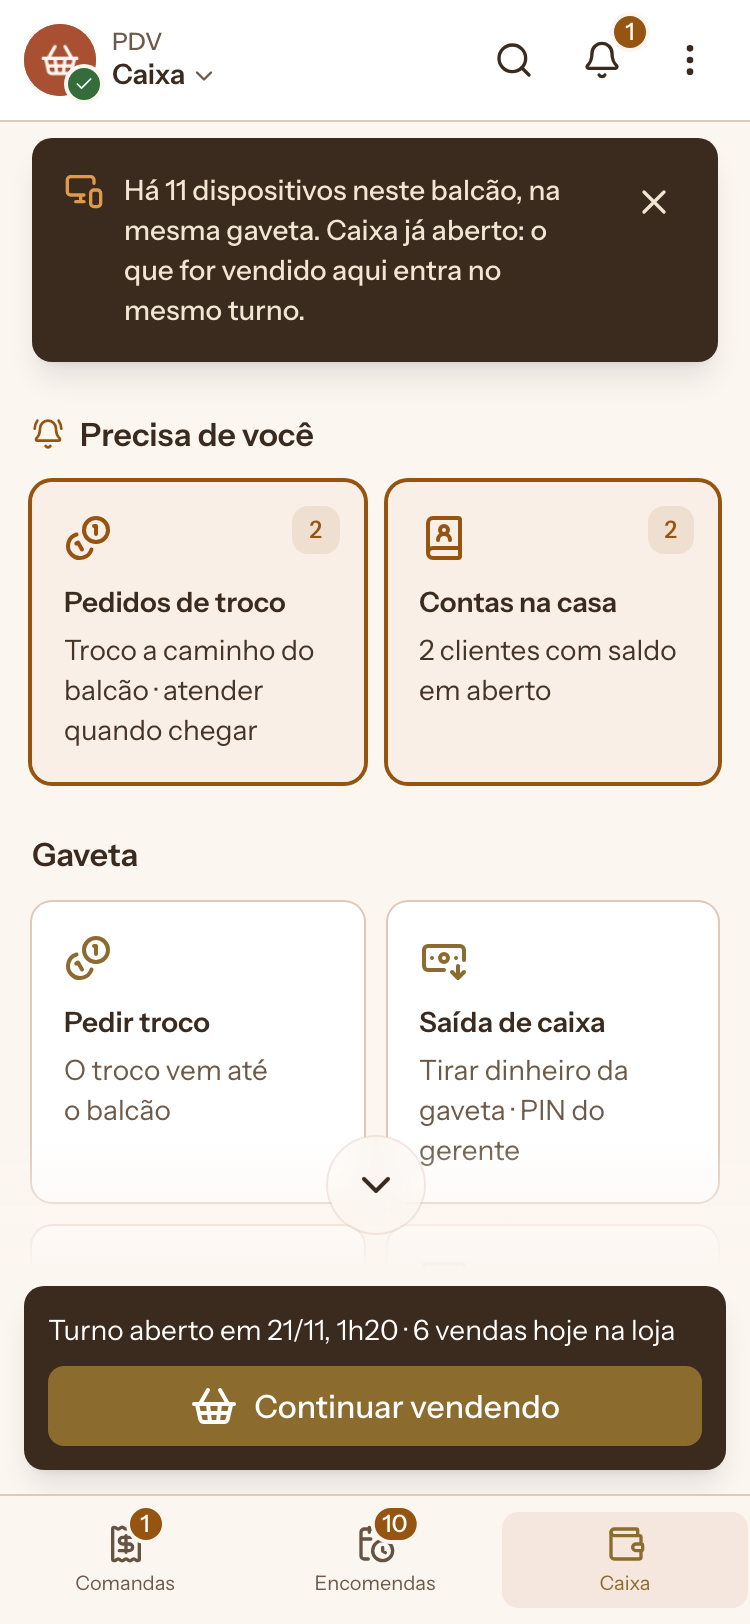 PDV
Caixa
1
Há 11 dispositivos neste balcão, na
mesma gaveta. Caixa já aberto: o
que for vendido aqui entra no
mesmo turno.
Precisa de você
2
Pedidos de troco
Troco a caminho do
balcão · atender
quando chegar
2
Contas na casa
2 clientes com saldo
em aberto
Gaveta
Pedir troco
O troco vem até
o balcão
Saída de caixa
Tirar dinheiro da
gaveta · PIN do
gerente
Turno aberto em 21/11, 1h20 · 6 vendas hoje na loja
Continuar vendendo
1
Comandas
10
Encomendas
Caixa